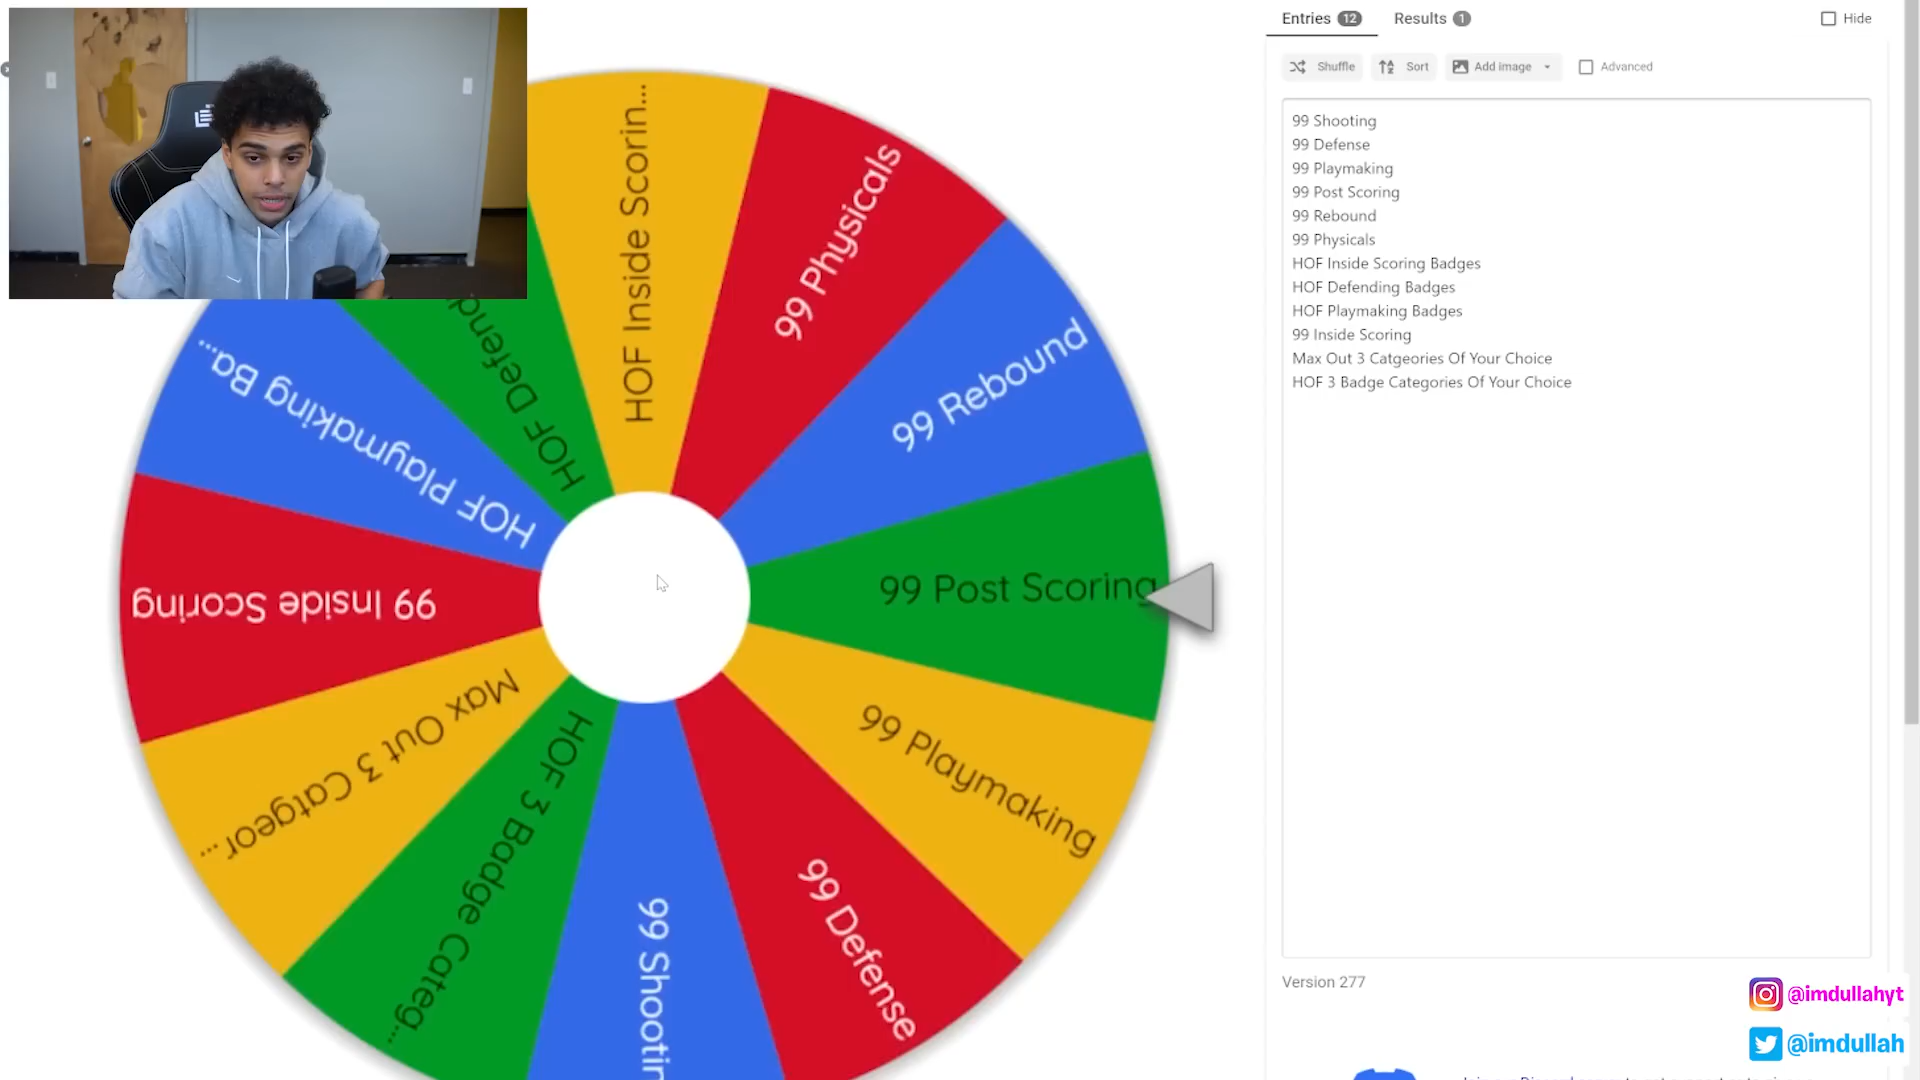 Entries 12
Results 1
Hide
Shuffle
Sort
Add image
Advanced
99 Shooting
99 Defense
99 Playmaking
99 Post Scoring
99 Rebound
99 Physicals
HOF Inside Scoring Badges
HOF Defending Badges
HOF Playmaking Badges
99 Inside Scoring
Max Out 3 Catgeories Of Your Choice
HOF 3 Badge Categories Of Your Choice
Version 277
@imdullahyt
@imdullah
HOF Inside Scorin...
99 Physicals
99 Rebound
99 Post Scoring
99 Playmaking
99 Defense
99 Shootin
HOF 3 Badge Categ...
Max Out 3 Catgeor...
99 Inside Scoring
HOF Playmaking Ba...
HOF Defend